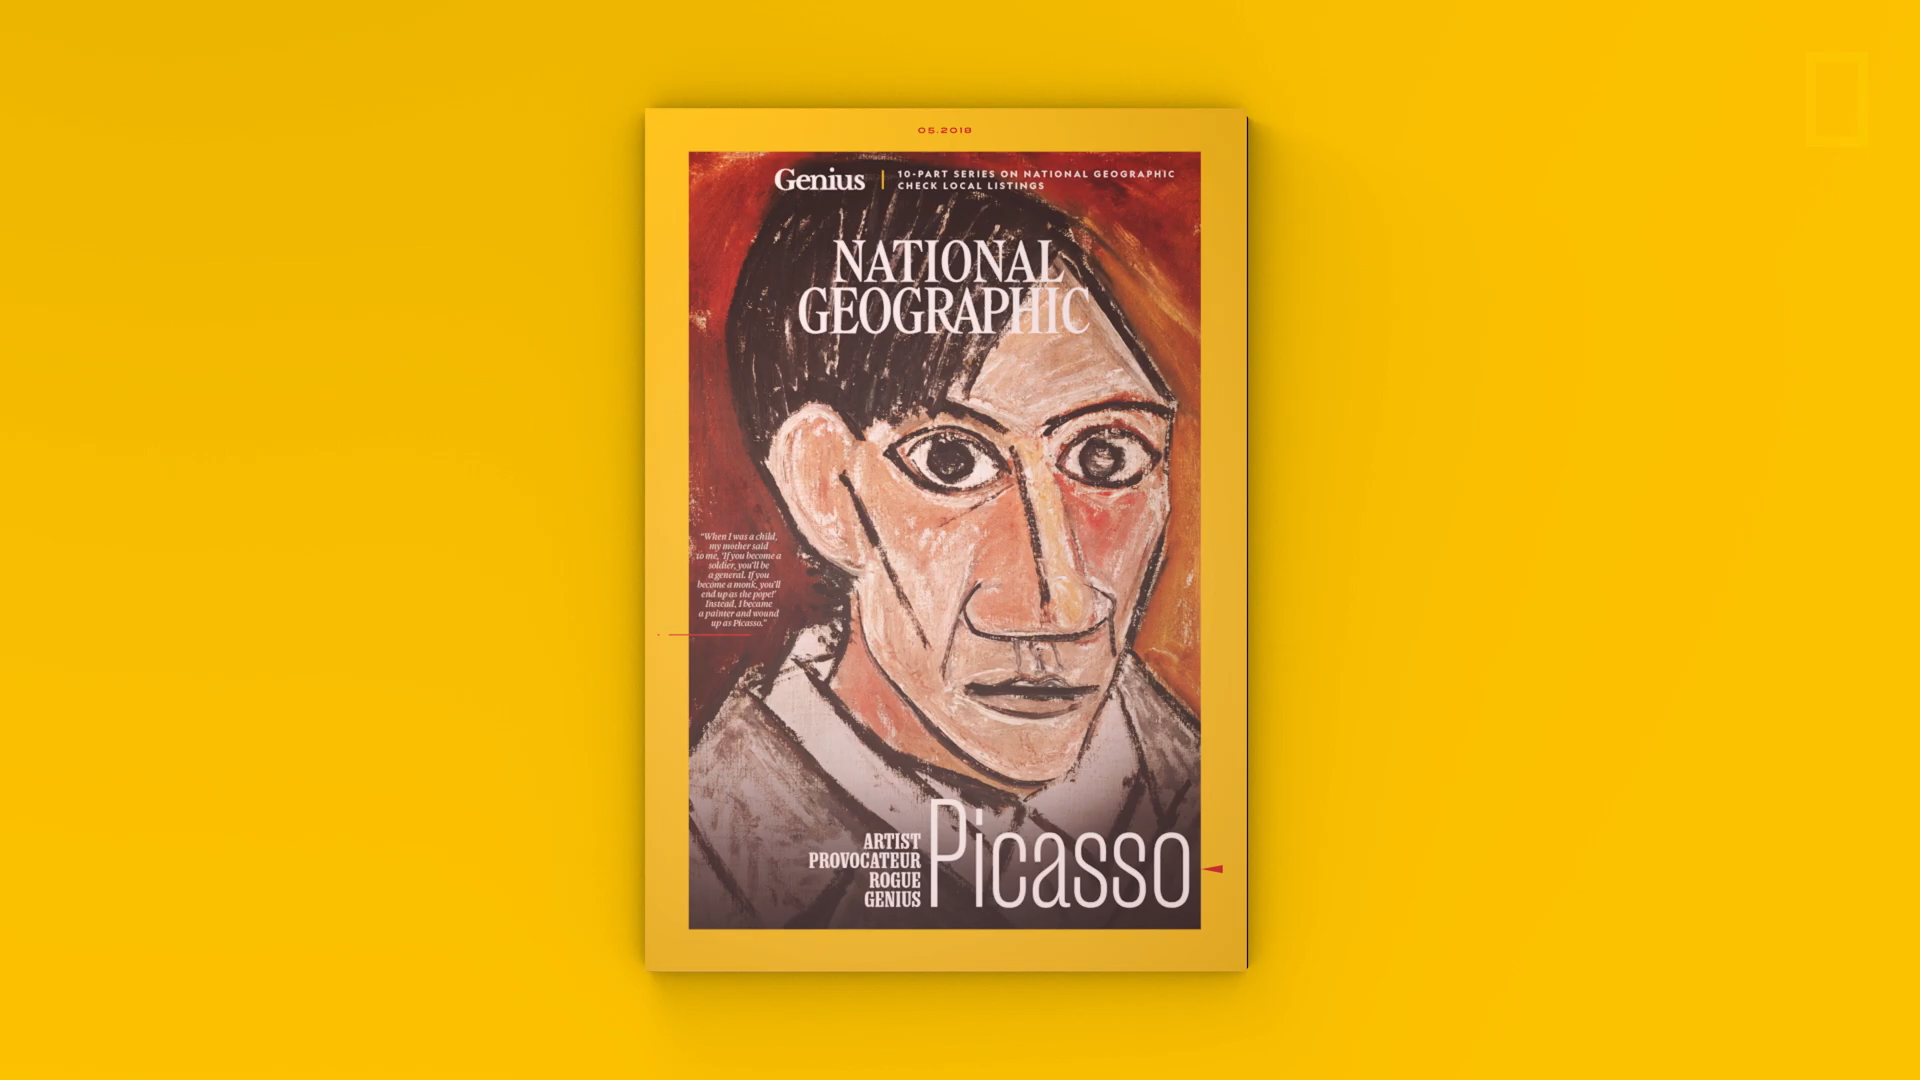 05.2018
Genius
10-PART SERIES ON NATIONAL GEOGRAPHIC
CHECK LOCAL LISTINGS
NATIONAL
GEOGRAPHIC
"When I was a child,
my mother said
to me, 'If you become a
soldier, you'll be
a general. If you
become a monk, you'll
end up as the pope!'
Instead, I became
a painter and wound
up as Picasso."
ARTIST
PROVOCATEUR
ROGUE
GENIUS
Picasso